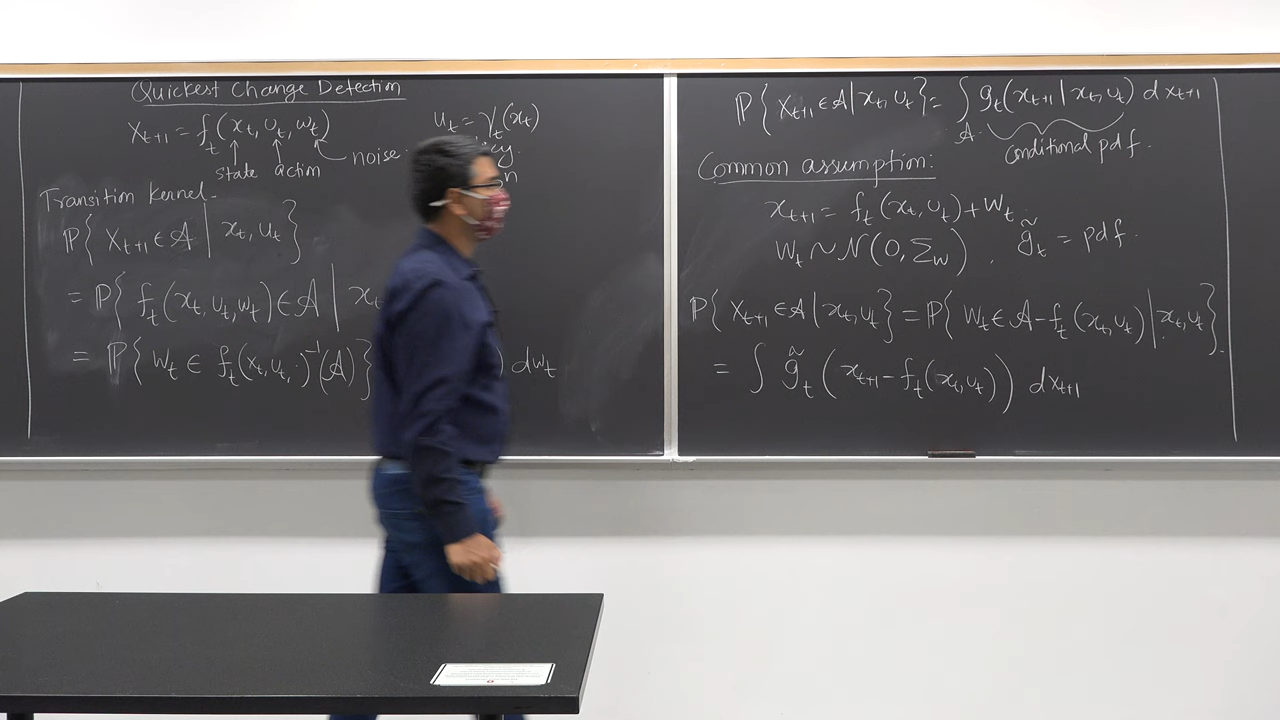 Quickest Change Detection
X_{t+1} = f_t(x_t, u_t, w_t)
state action noise.
u_t = γ_t(x_t)
Transition kernel.
ℙ{ X_{t+1} ∈ 𝒜 | x_t, u_t }
= ℙ{ f_t(x_t, u_t, w_t) ∈ 𝒜 | x_t
= ℙ{ w_t ∈ f_t(x_t, u_t, ·)^{-1}(𝒜) } ) dw_t
ℙ{ X_{t+1} ∈ 𝒜 | x_t, u_t } = ∫_𝒜 g_t(x_{t+1} | x_t, u_t) dx_{t+1}
conditional pdf.
Common assumption:
x_{t+1} = f_t(x_t, u_t) + w_t.
w_t ~ N(0, Σ_w). g̃_t = pdf.
ℙ{ X_{t+1} ∈ 𝒜 | x_t, u_t } = ℙ{ w_t ∈ 𝒜 - f_t(x_t, u_t) | x_t, u_t }.
= ∫ g̃_t ( x_{t+1} - f_t(x_t, u_t) ) dx_{t+1}